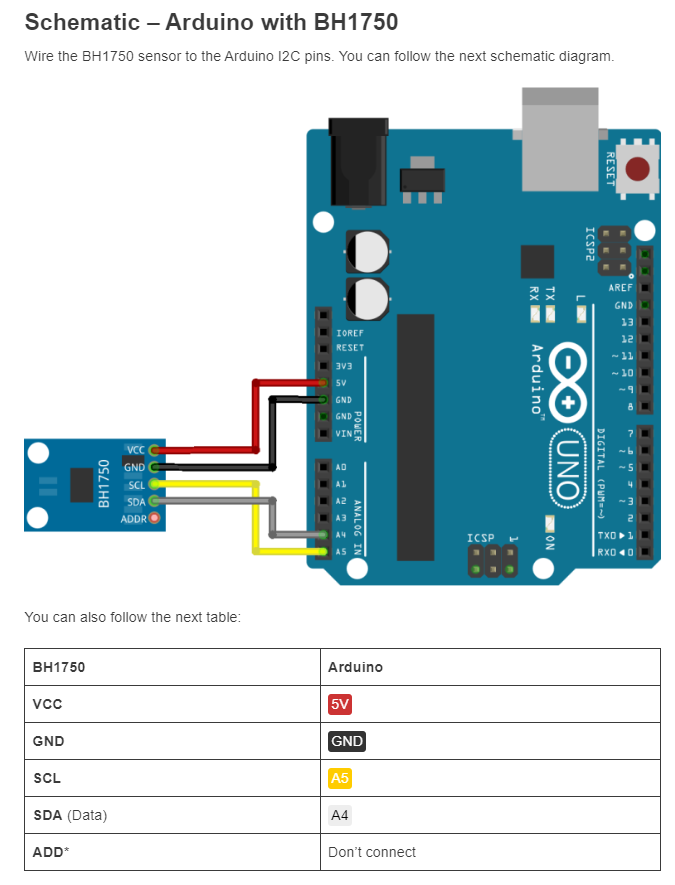 Schematic – Arduino with BH1750
Wire the BH1750 sensor to the Arduino I2C pins. You can follow the next schematic diagram.
RESET
ICSP2
AREF
GND
13
12
~11
~10
~9
8
7
~6
~5
4
~3
2
TXD▶1
RXD◀0
DIGITAL (PWM=~)
RX
TX
L
Arduino™
UNO
ON
ICSP
1
IOREF
RESET
3V3
5V
GND
GND
VIN
POWER
A0
A1
A2
A3
A4
A5
ANALOG IN
BH1750
VCC
GND
SCL
SDA
ADDR
You can also follow the next table:
BH1750 Arduino
VCC 5V
GND GND
SCL A5
SDA (Data) A4
ADD* Don’t connect